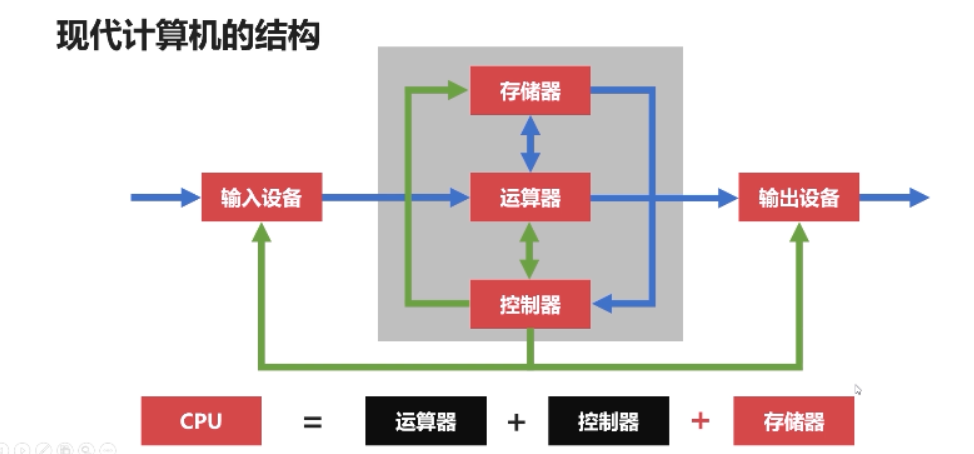 现代计算机的结构
存储器
输入设备
运算器
输出设备
控制器
CPU = 运算器 + 控制器 + 存储器